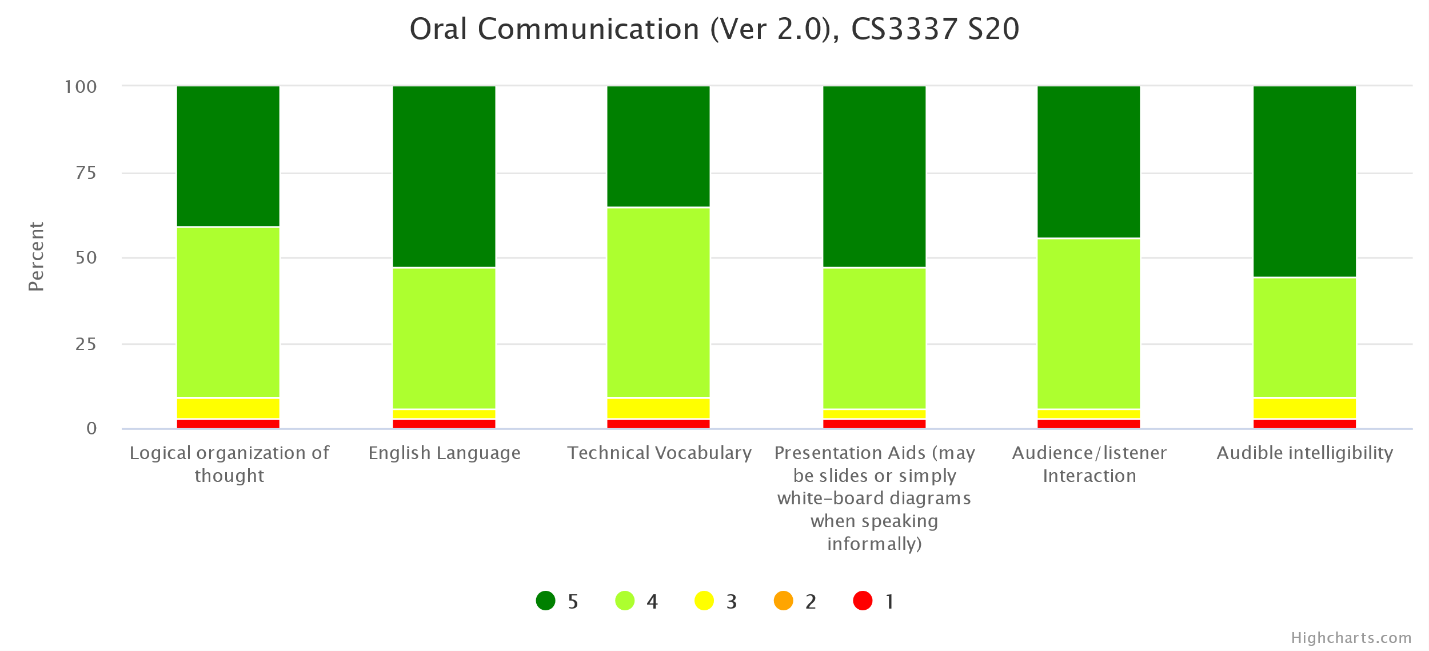 Oral Communication (Ver 2.0), CS3337 S20
100
75
50
25
0
Percent
Logical organization of
thought
English Language
Technical Vocabulary
Presentation Aids (may
be slides or simply
white-board diagrams
when speaking
informally)
Audience/listener
Interaction
Audible intelligibility
5
4
3
2
1
Highcharts.com